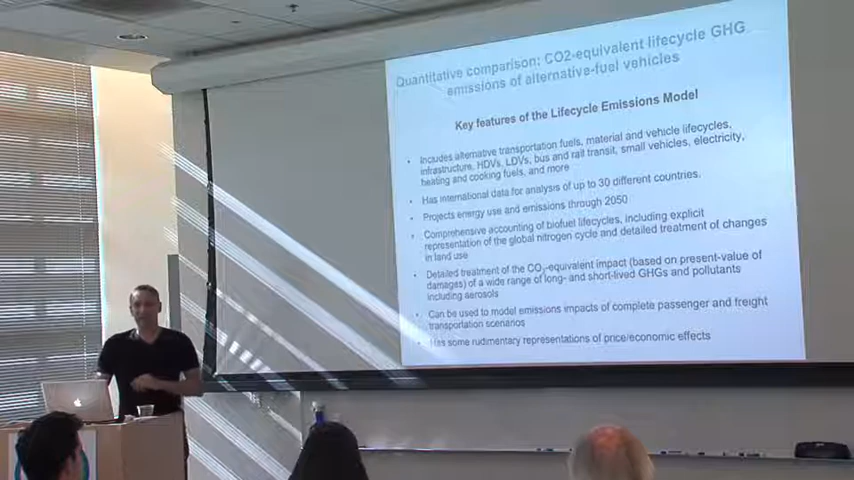 Quantitative comparison: CO2-equivalent lifecycle GHG
emissions of alternative-fuel vehicles
Key features of the Lifecycle Emissions Model
• Includes alternative transportation fuels, material and vehicle lifecycles,
infrastructure, HDVs, LDVs, bus and rail transit, small vehicles, electricity,
heating and cooking fuels, and more
• Has international data for analysis of up to 30 different countries.
• Projects energy use and emissions through 2050
• Comprehensive accounting of biofuel lifecycles, including explicit
representation of the global nitrogen cycle and detailed treatment of changes
in land use
• Detailed treatment of the CO2-equivalent impact (based on present-value of
damages) of a wide range of long- and short-lived GHGs and pollutants
including aerosols
• Can be used to model emissions impacts of complete passenger and freight
transportation scenarios
• Has some rudimentary representations of price/economic effects